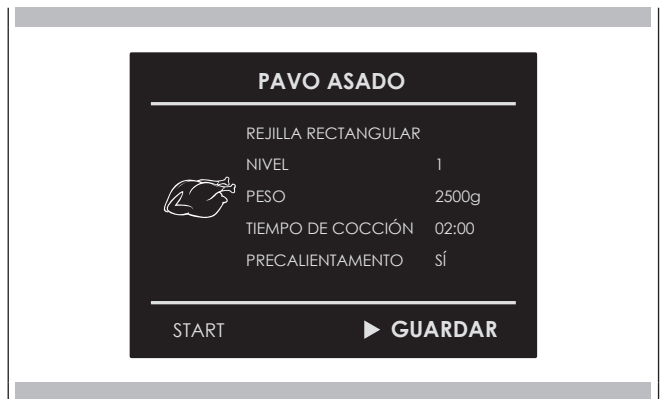 PAVO ASADO
REJILLA RECTANGULAR
NIVEL 1
PESO 2500g
TIEMPO DE COCCIÓN 02:00
PRECALIENTAMENTO SÍ
START ▶ GUARDAR